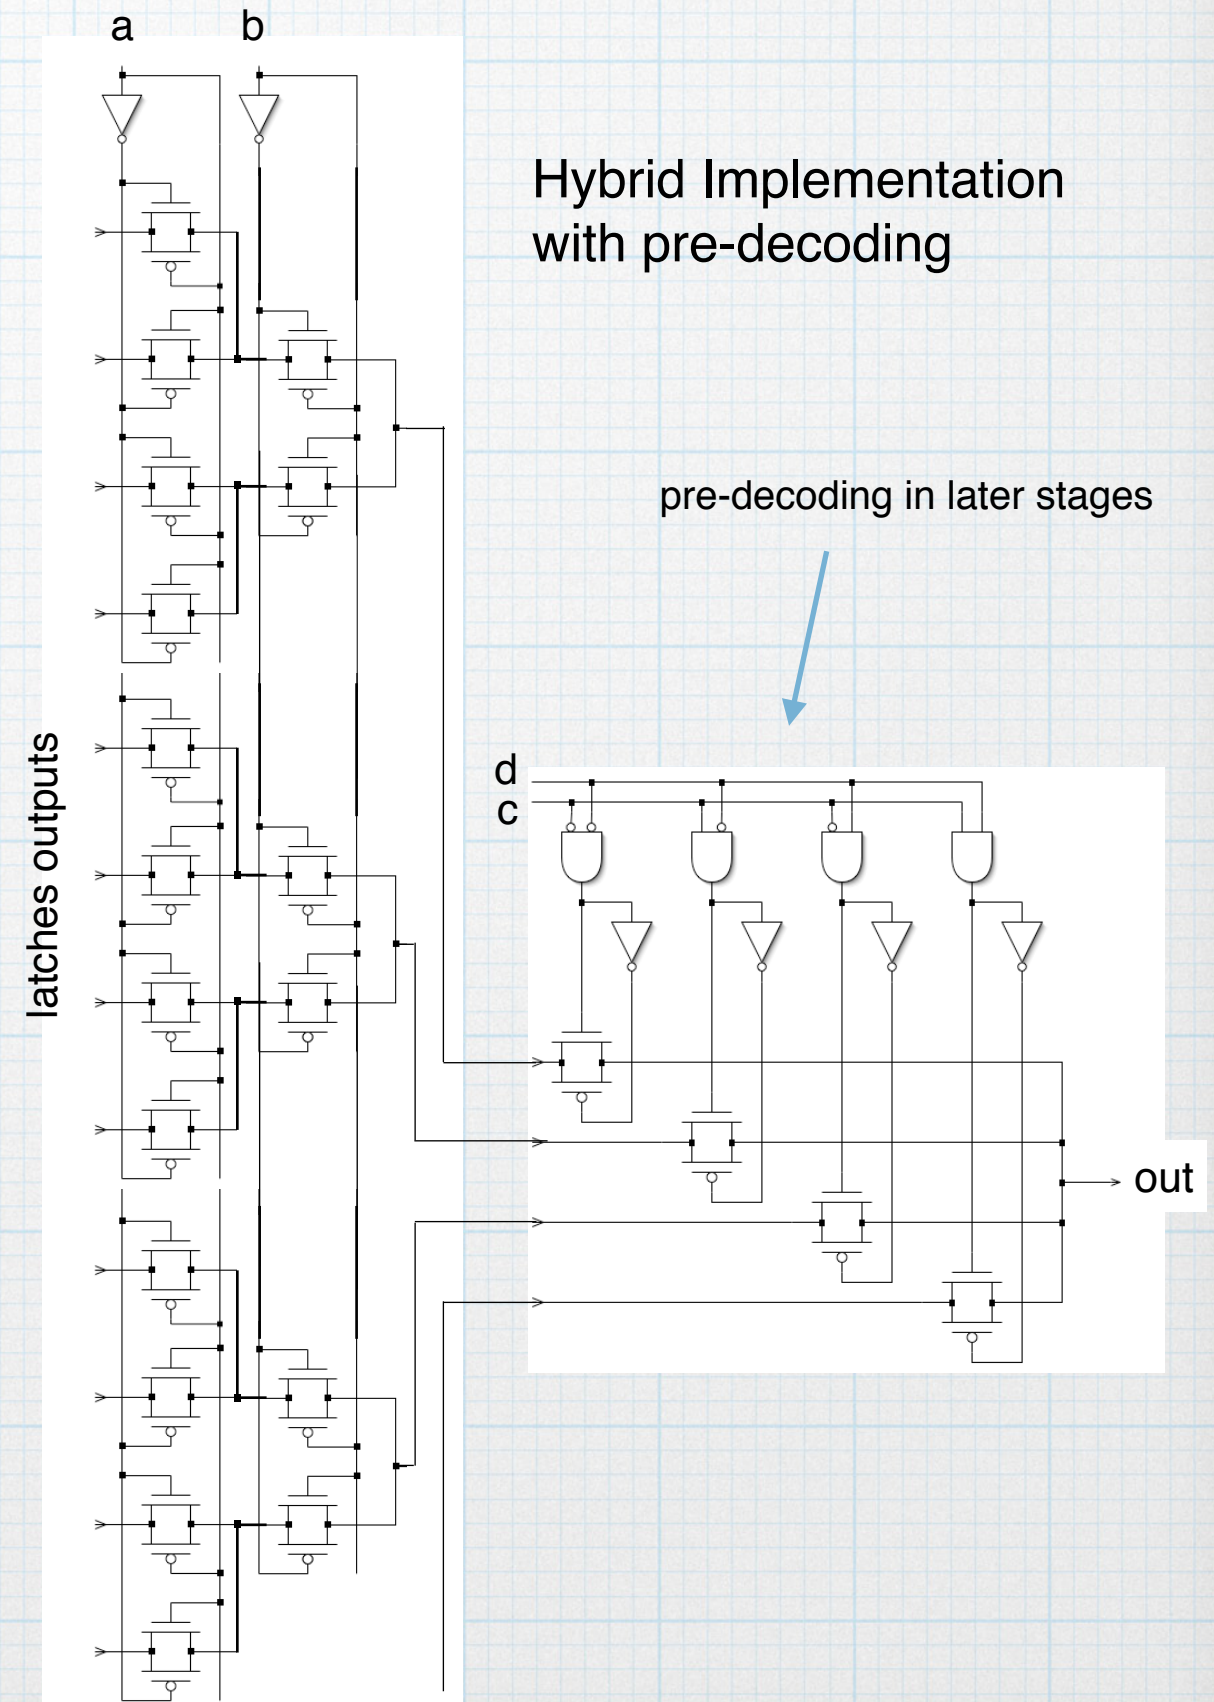 a
b
Hybrid Implementation
with pre-decoding
pre-decoding in later stages
latches outputs
d
c
out